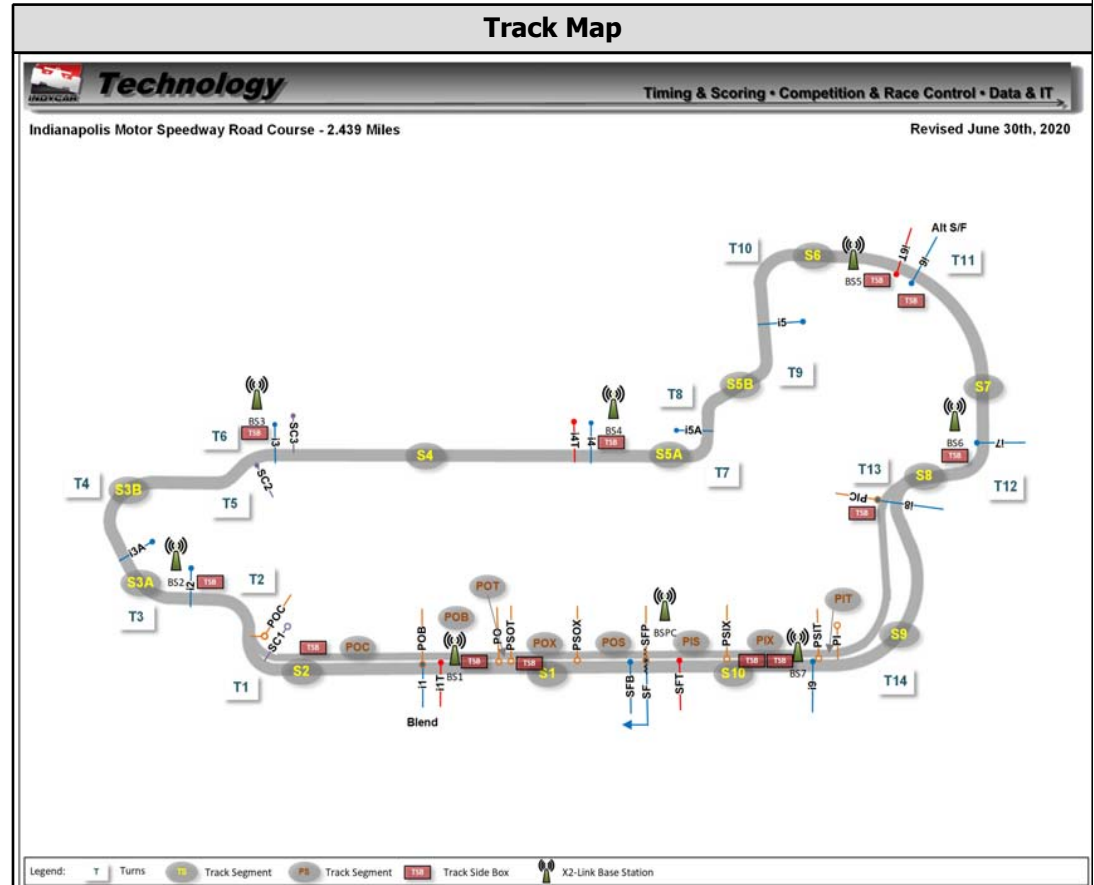 Track Map
INDYCAR Technology
Timing & Scoring • Competition & Race Control • Data & IT
Indianapolis Motor Speedway Road Course - 2.439 Miles
Revised June 30th, 2020
Alt S/F
T10
S6
BS5
TSB
i6T
i6
T11
TSB
i5
T9
S5B
T8
S7
BS3
TSB
T6
i3
SC3
S4
i4T
i4
BS4
TSB
i5A
S5A
T7
BS6
TSB
i7
T4
S3B
T5
SC2
T13
S8
T12
PIC
i8
TSB
i3A
S3A
BS2
i2
TSB
T2
T3
POT
PIT
POC
SC1
TSB
POC
POB
POB
BS1
TSB
PO
PSOT
POX
TSB
PSOX
POS
SFP
BSPC
PIS
PSIX
PIX
TSB
TSB
BS7
PSIT
PI
S9
T1
S2
i1
i1T
S1
SFB
SF
SFT
S10
i9
T14
Blend
Legend:
T
Turns
TS
Track Segment
PS
Track Segment
TSB
Track Side Box
X2-Link Base Station